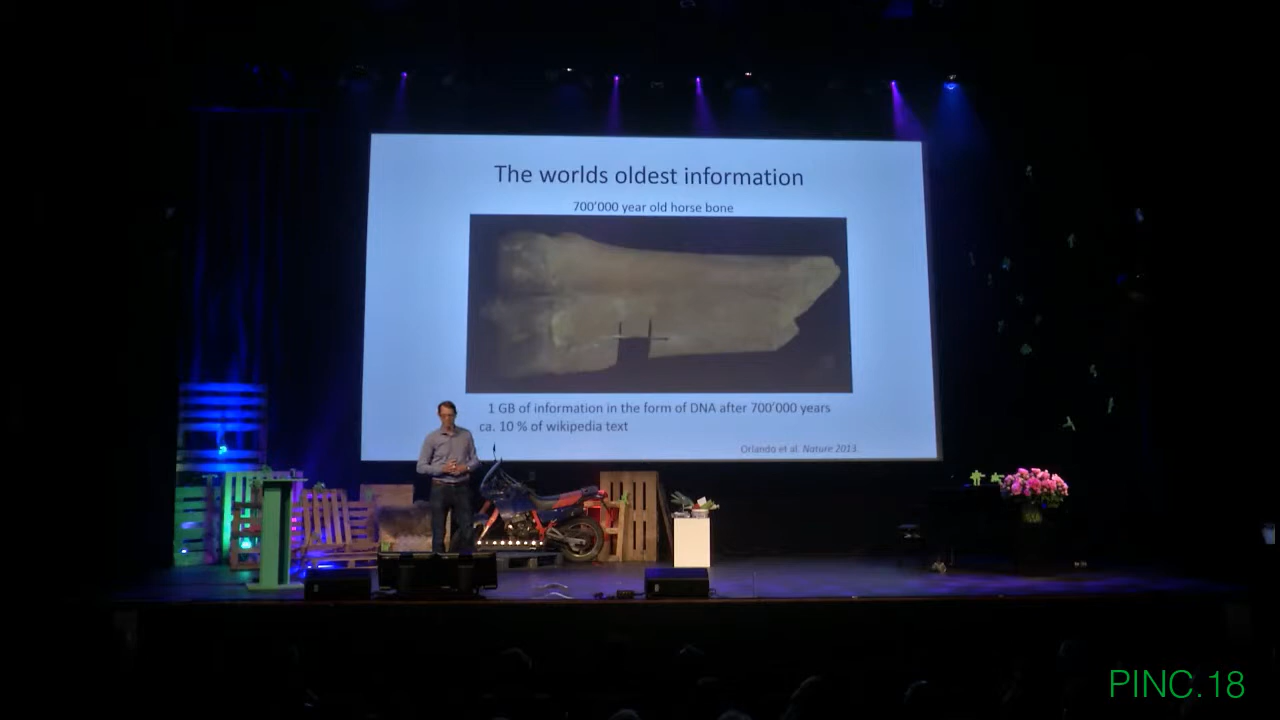 The worlds oldest information
700'000 year old horse bone
1 GB of information in the form of DNA after 700'000 years
ca. 10 % of wikipedia text
Orlando et al. Nature 2013.
PINC.18